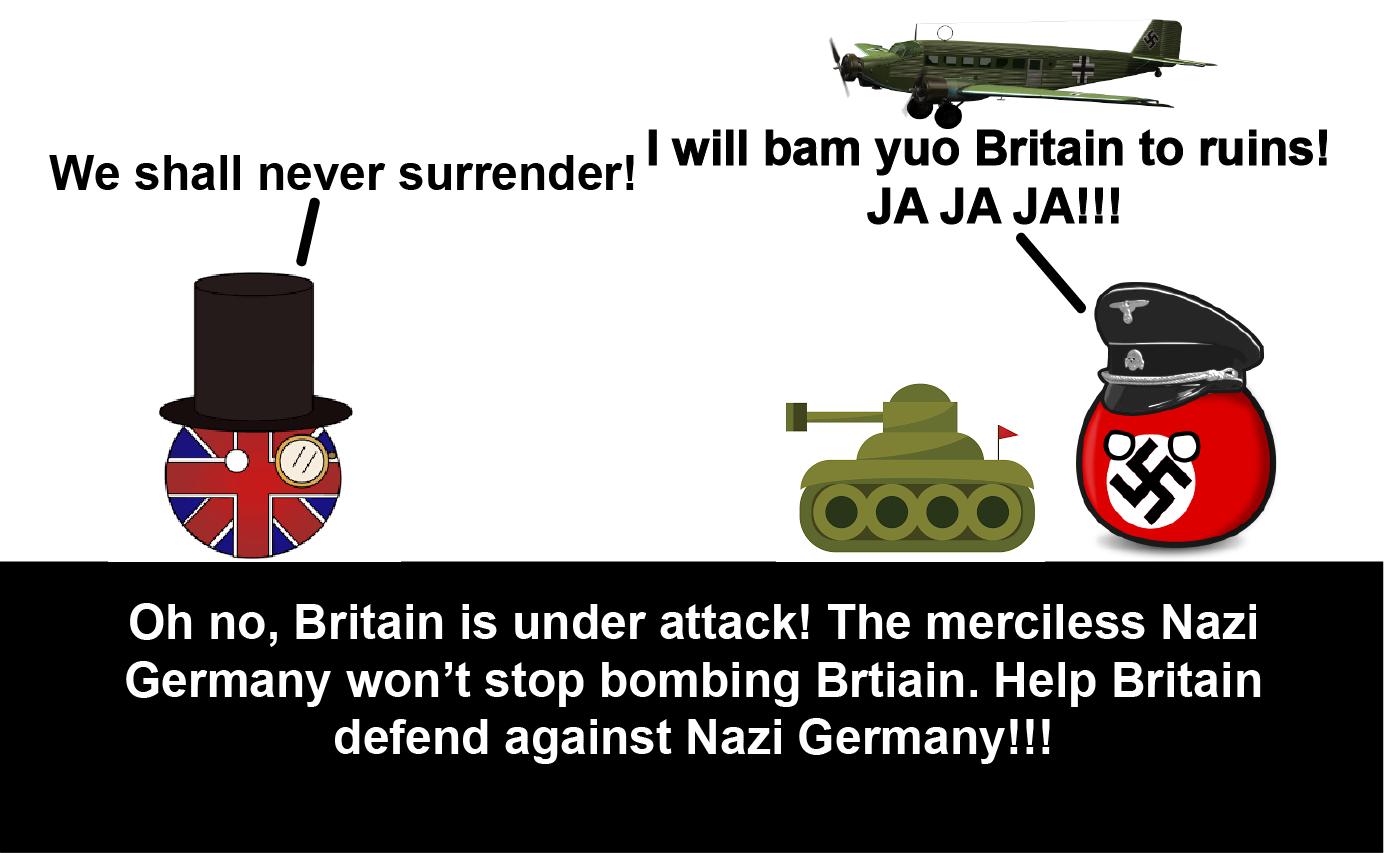 We shall never surrender!
I will bam yuo Britain to ruins!
JA JA JA!!!
Oh no, Britain is under attack! The merciless Nazi
Germany won’t stop bombing Brtiain. Help Britain
defend against Nazi Germany!!!